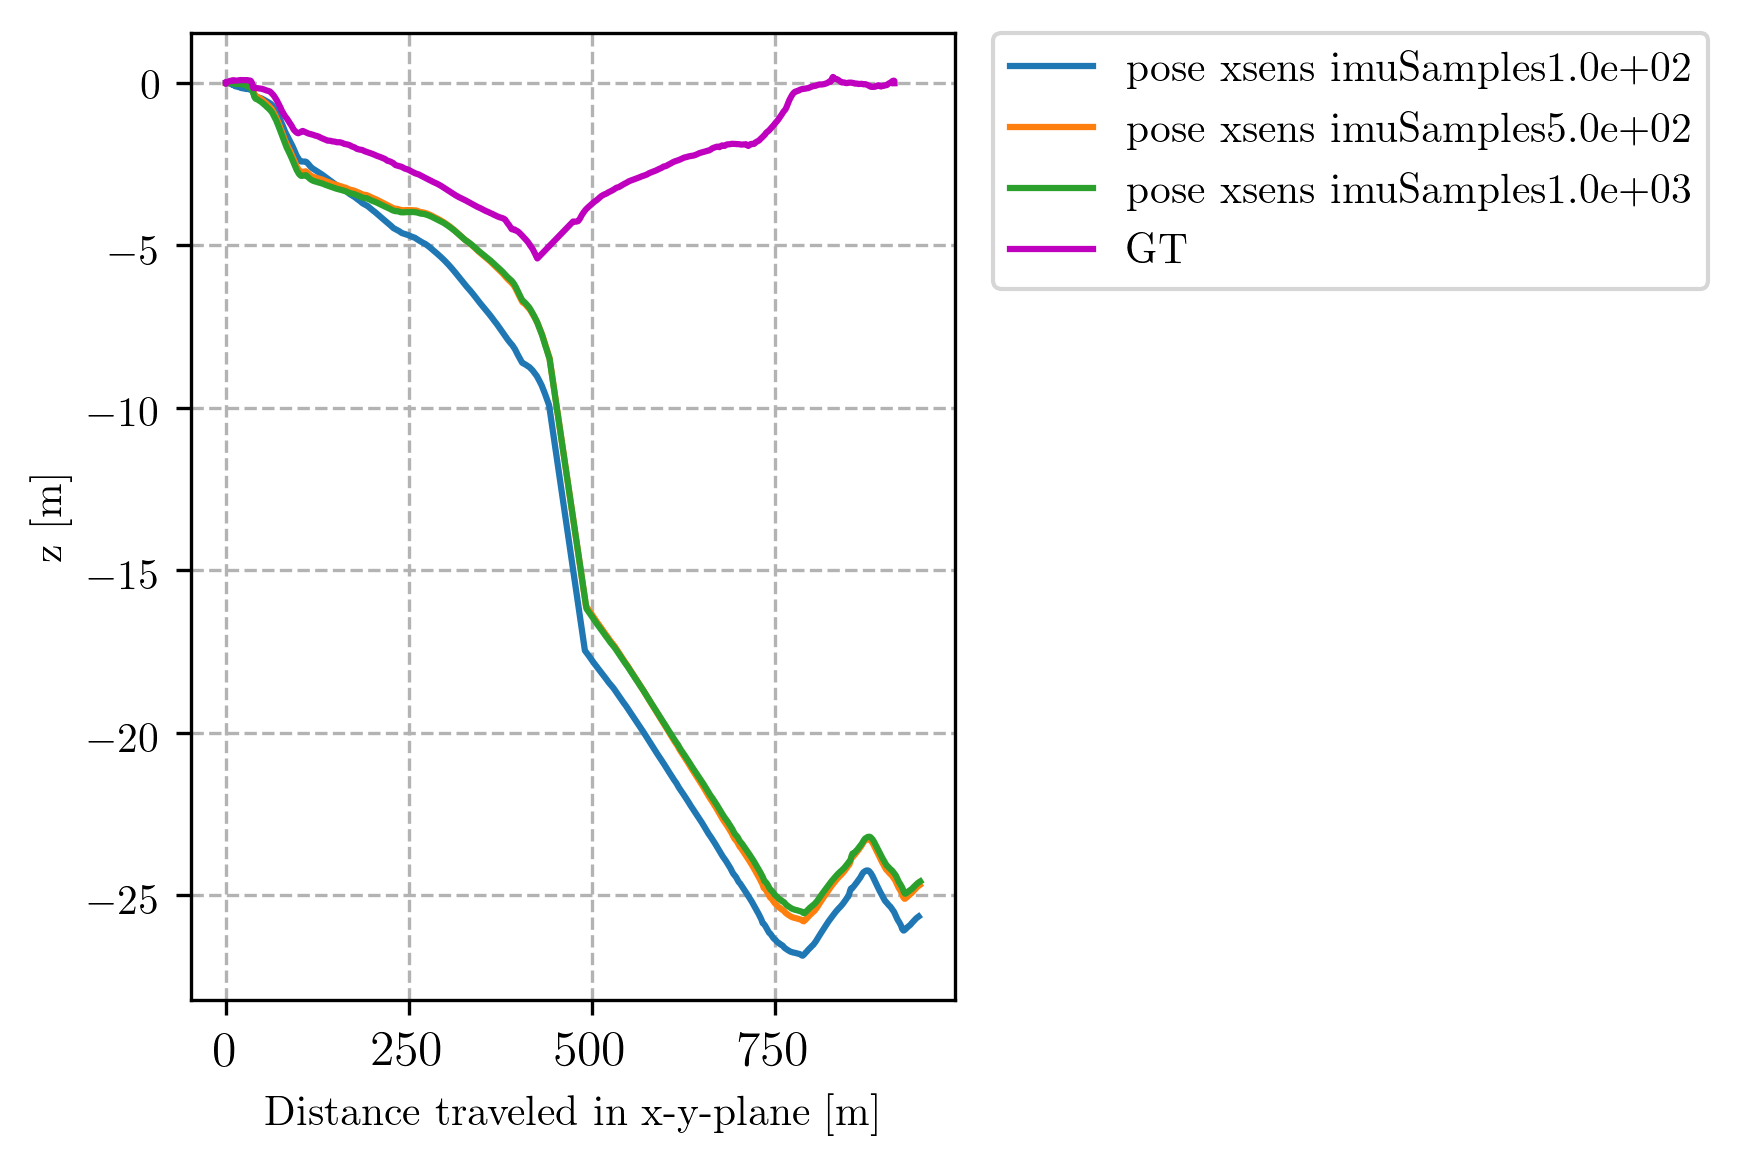 0
−5
−10
−15
−20
−25
z [m]
0 250 500 750
Distance traveled in x-y-plane [m]
pose xsens imuSamples1.0e+02
pose xsens imuSamples5.0e+02
pose xsens imuSamples1.0e+03
GT